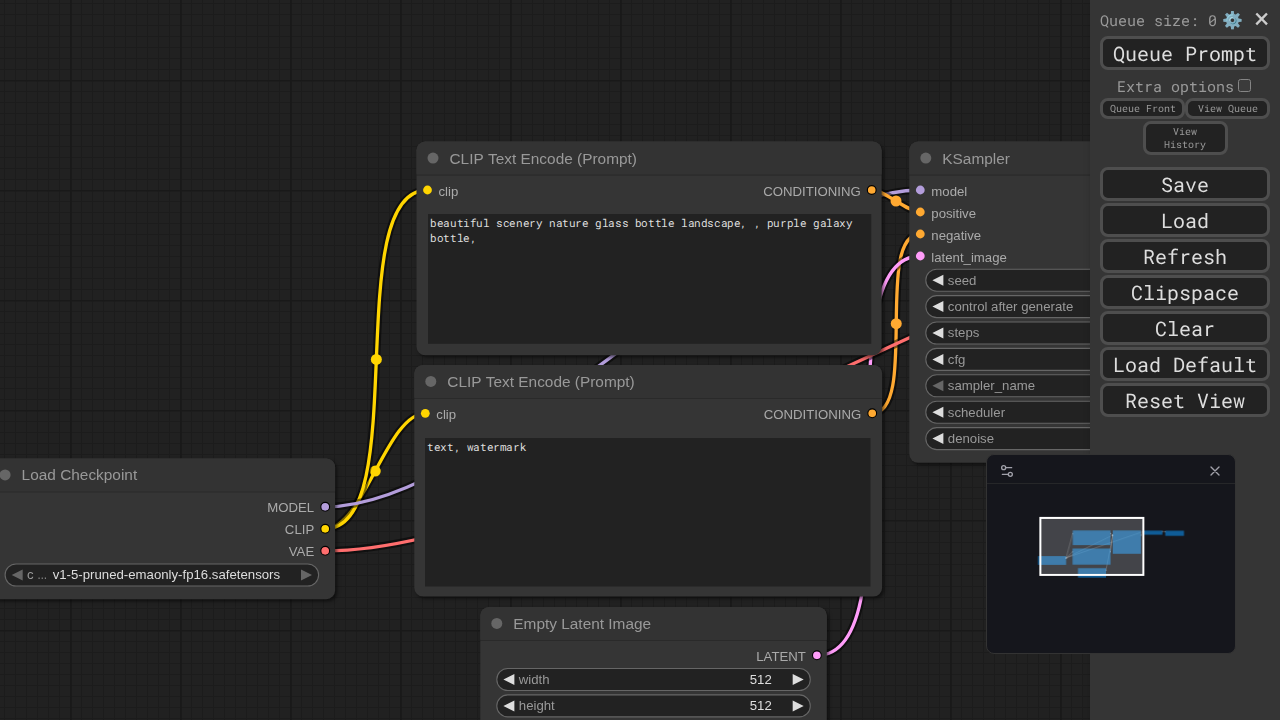 Queue size: 0
Queue Prompt
Extra options
Queue Front
View Queue
View
History
Save
Load
Refresh
Clipspace
Clear
Load Default
Reset View
CLIP Text Encode (Prompt)
clip
CONDITIONING
beautiful scenery nature glass bottle landscape, , purple galaxy
bottle,
KSampler
model
positive
negative
latent_image
seed
control after generate
steps
cfg
sampler_name
scheduler
denoise
CLIP Text Encode (Prompt)
clip
CONDITIONING
text, watermark
Load Checkpoint
MODEL
CLIP
VAE
c ... v1-5-pruned-emaonly-fp16.safetensors
Empty Latent Image
LATENT
width 512
height 512